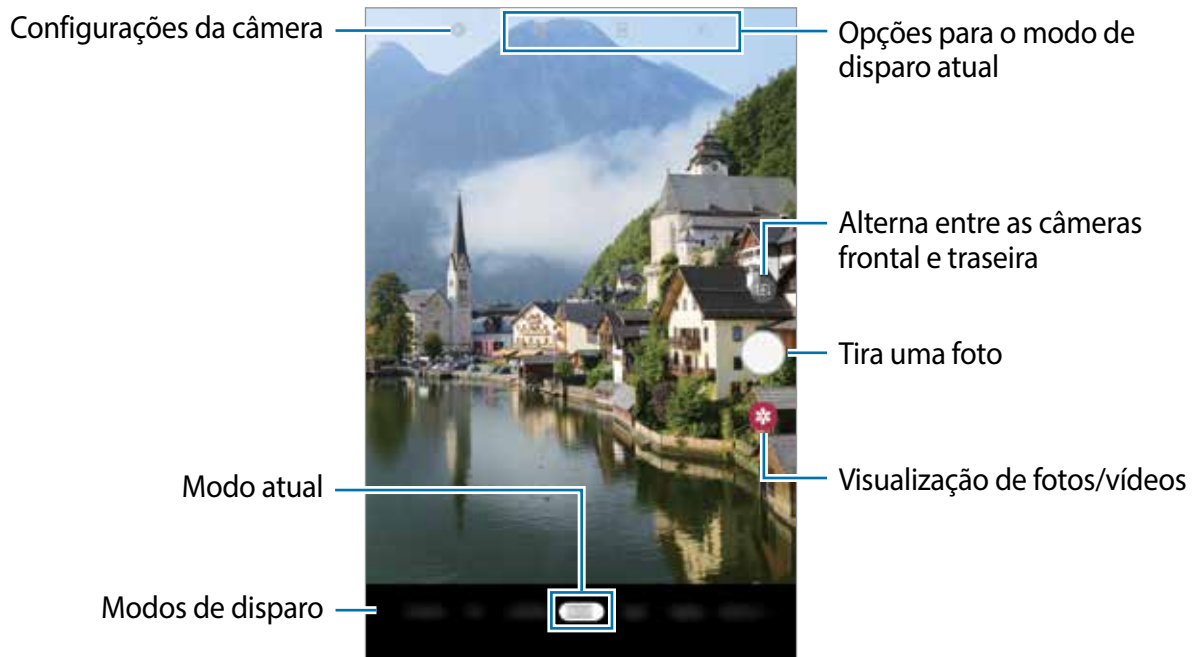 Configurações da câmera
Opções para o modo de
disparo atual
Alterna entre as câmeras
frontal e traseira
Tira uma foto
Visualização de fotos/vídeos
Modo atual
Modos de disparo